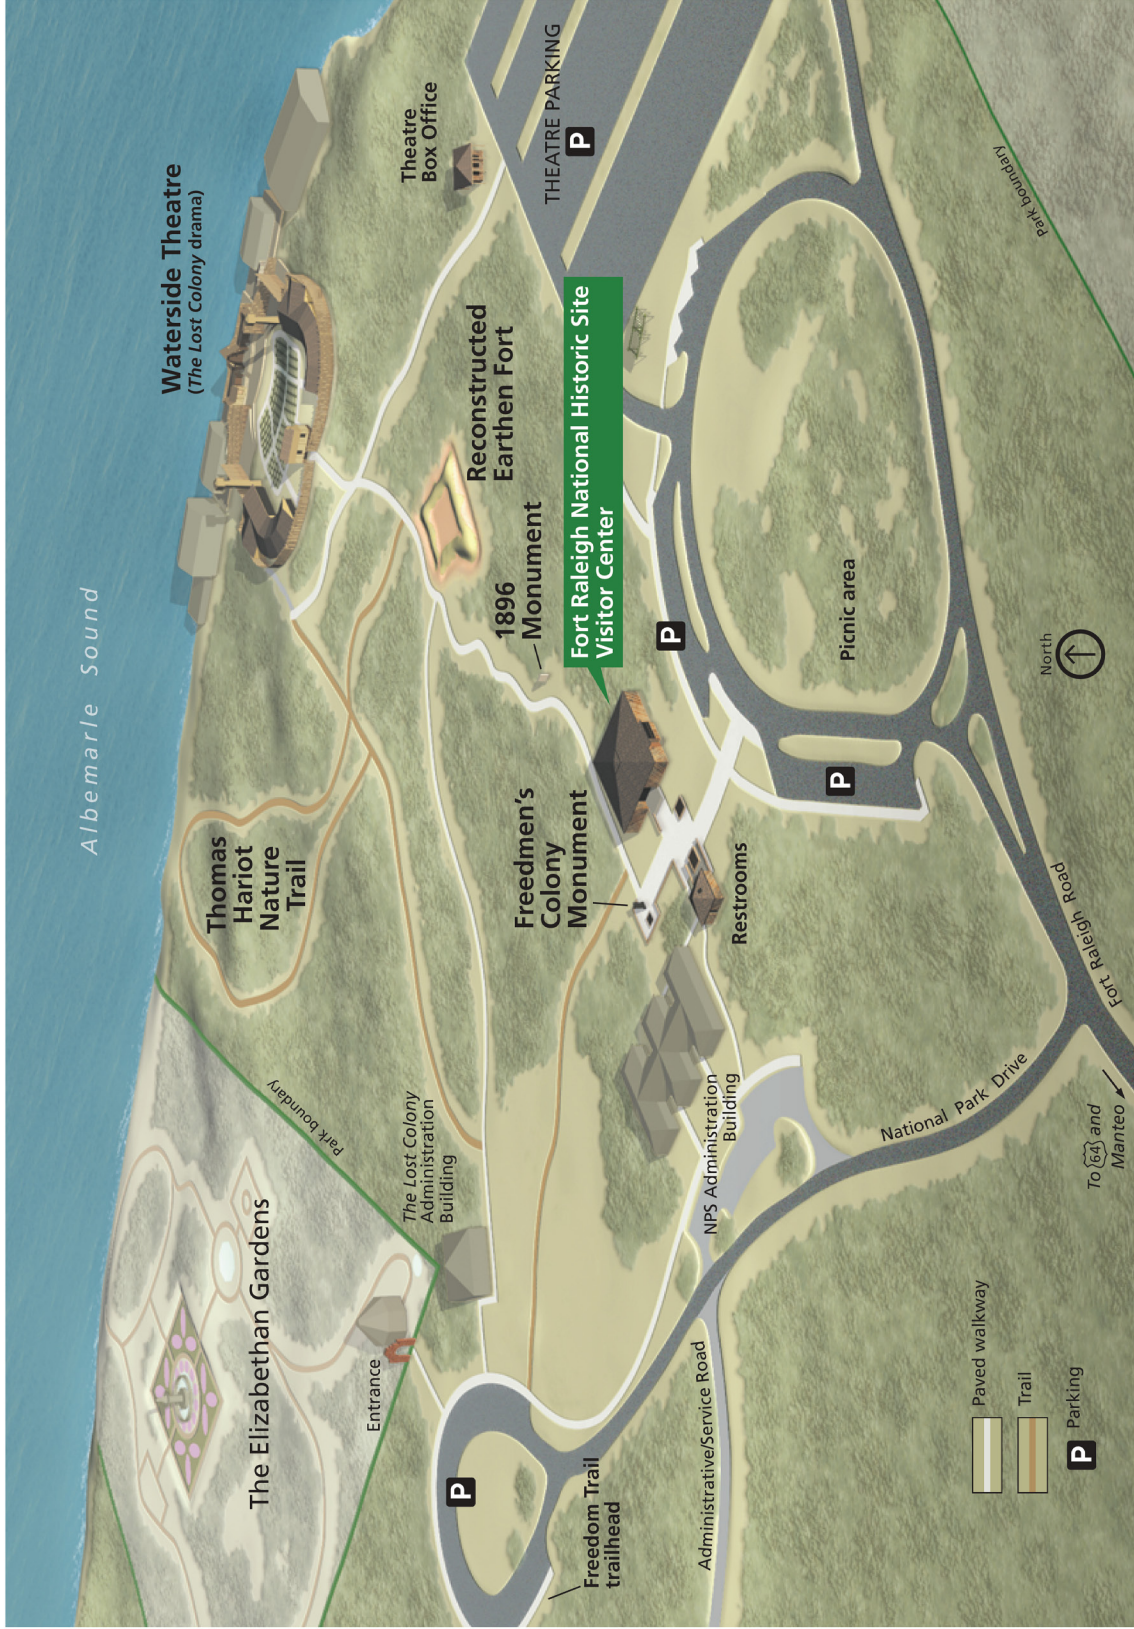 Albemarle Sound
Waterside Theatre
(The Lost Colony drama)
Theatre
Box Office
THEATRE PARKING
P
Reconstructed
Earthen Fort
1896
Monument
Fort Raleigh National Historic Site
Visitor Center
P
Park boundary
Thomas
Hariot
Nature
Trail
Freedmen's
Colony
Monument
Restrooms
P
Picnic area
North
Fort Raleigh Road
National Park Drive
To 64 and
Manteo
Park boundary
The Lost Colony
Administration
Building
NPS Administration
Building
The Elizabethan Gardens
Entrance
P
Freedom Trail
trailhead
Administrative/Service Road
Paved walkway
Trail
P Parking